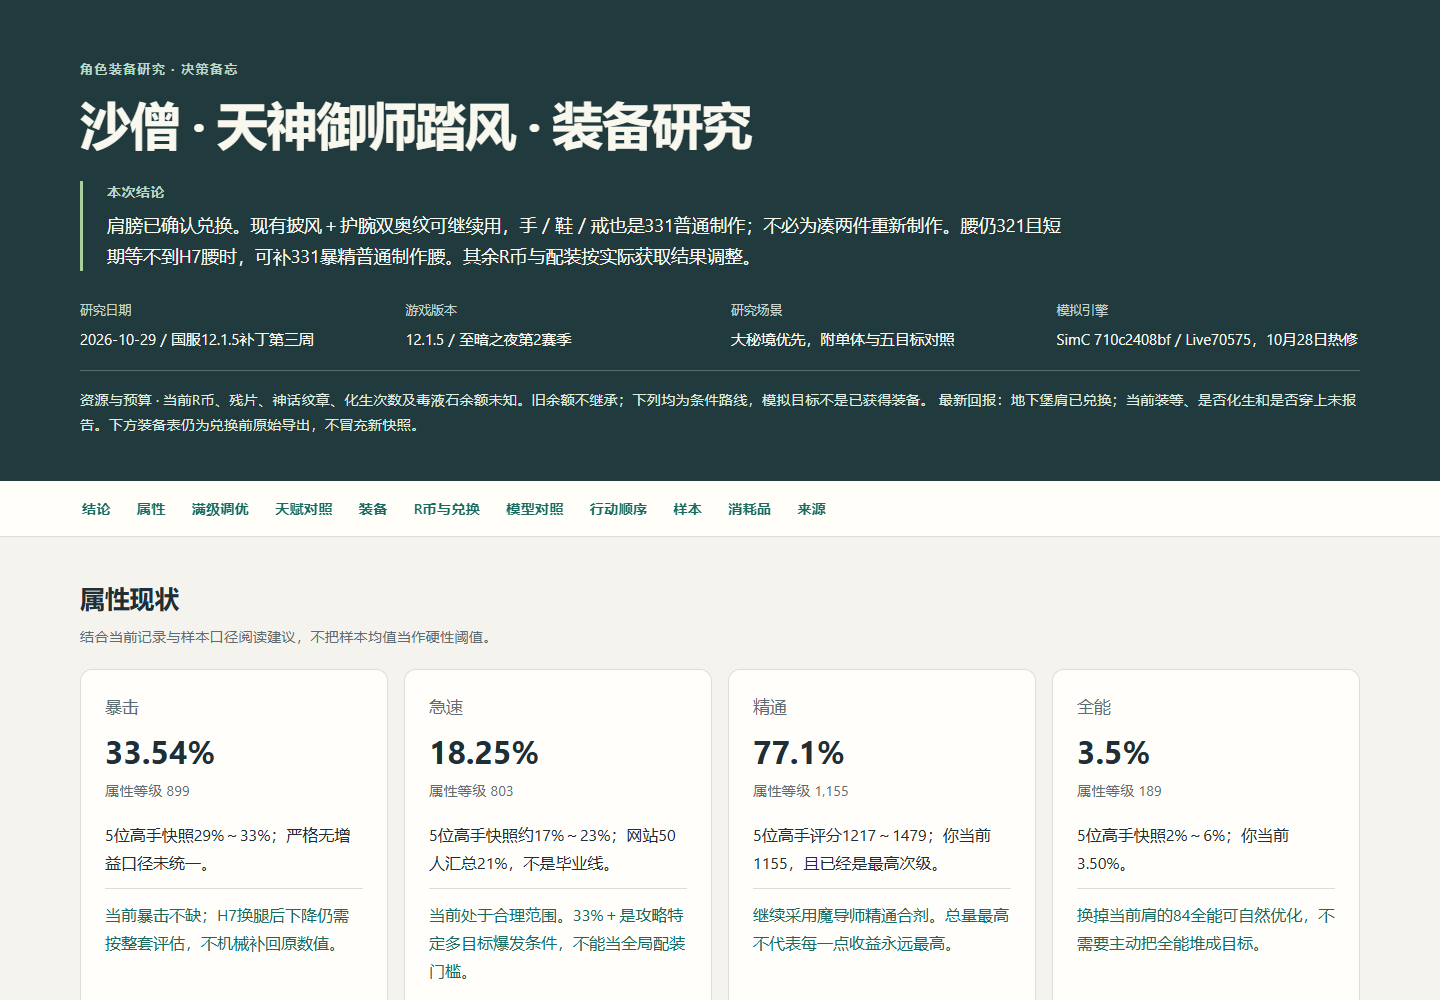 角色装备研究 · 决策备忘
沙僧 · 天神御师踏风 · 装备研究
本次结论
肩膀已确认兑换。现有披风 + 护腕双奥纹可继续用，手 / 鞋 / 戒也是331普通制作；不必为凑两件重新制作。腰仍321且短
期等不到H7腰时，可补331暴精普通制作腰。其余R币与配装按实际获取结果调整。
研究日期
游戏版本
研究场景
模拟引擎
2026-10-29 / 国服12.1.5补丁第三周
12.1.5 / 至暗之夜第2赛季
大秘境优先，附单体与五目标对照
SimC 710c2408bf / Live70575，10月28日热修
资源与预算 · 当前R币、残片、神话纹章、化生次数及毒液石余额未知。旧余额不继承；下列均为条件路线，模拟目标不是已获得装备。 最新回报：地下堡肩已兑换；当前装等、是否化生和是否穿上未报
告。下方装备表仍为兑换前原始导出，不冒充新快照。
结论 属性 满级调优 天赋对照 装备 R币与兑换 模型对照 行动顺序 样本 消耗品 来源
属性现状
结合当前记录与样本口径阅读建议，不把样本均值当作硬性阈值。
暴击
33.54%
属性等级 899
5位高手快照29%～33%；严格无增
益口径未统一。
当前暴击不缺；H7换腿后下降仍需
按整套评估，不机械补回原数值。
急速
18.25%
属性等级 803
5位高手快照约17%～23%；网站50
人汇总21%，不是毕业线。
当前处于合理范围。33%＋是攻略特
定多目标爆发条件，不能当全局配装
门槛。
精通
77.1%
属性等级 1,155
5位高手评分1217～1479；你当前
1155，且已经是最高次级。
继续采用魔导师精通合剂。总量最高
不代表每一点收益永远最高。
全能
3.5%
属性等级 189
5位高手快照2%～6%；你当前
3.50%。
换掉当前肩的84全能可自然优化，不
需要主动把全能堆成目标。